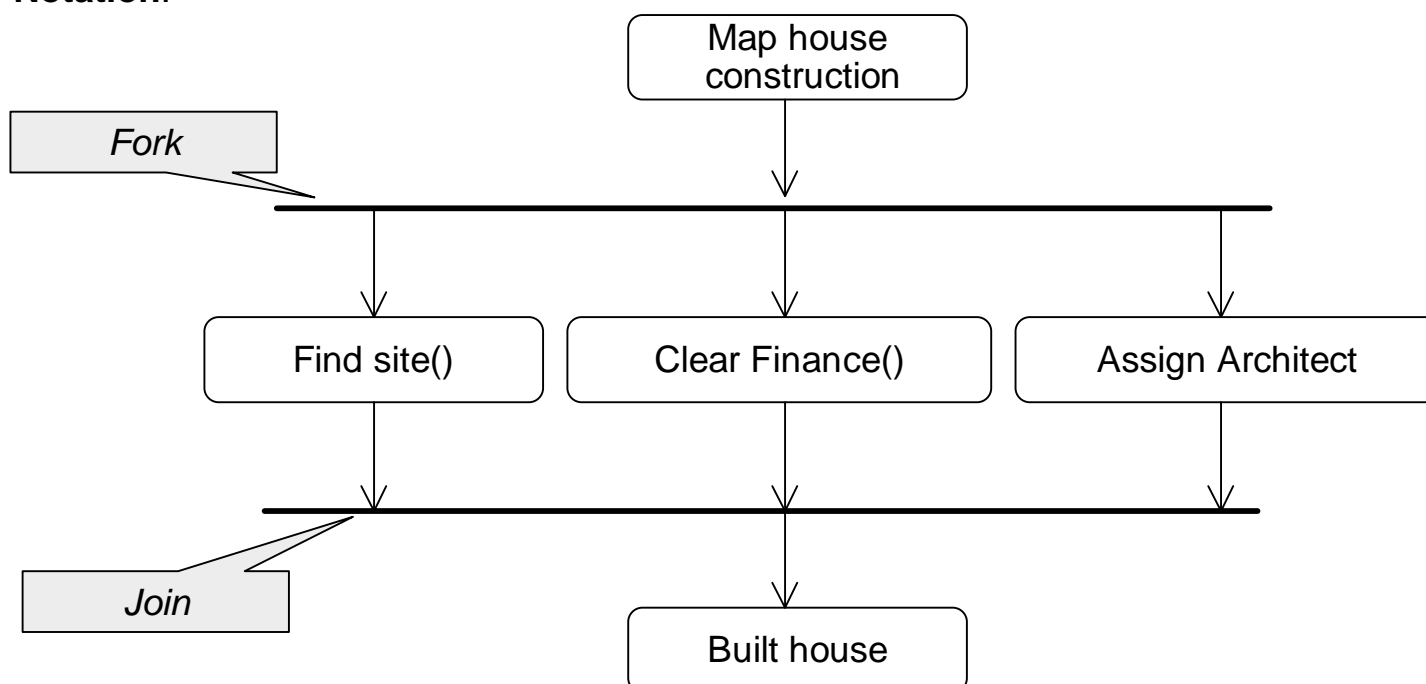 Notation:
Map house
construction
Fork
Find site()
Clear Finance()
Assign Architect
Join
Built house